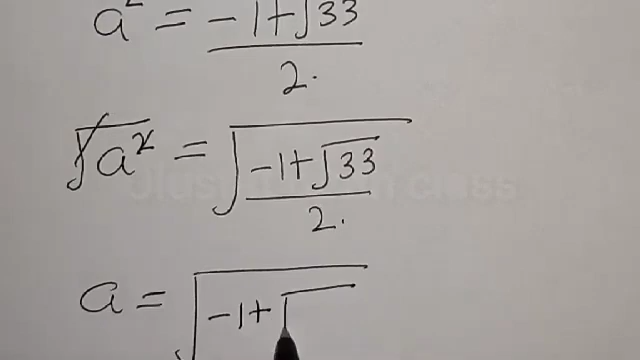 a² = -1+√33
2.
√a² = √-1+√33
2.
a = √-1+√